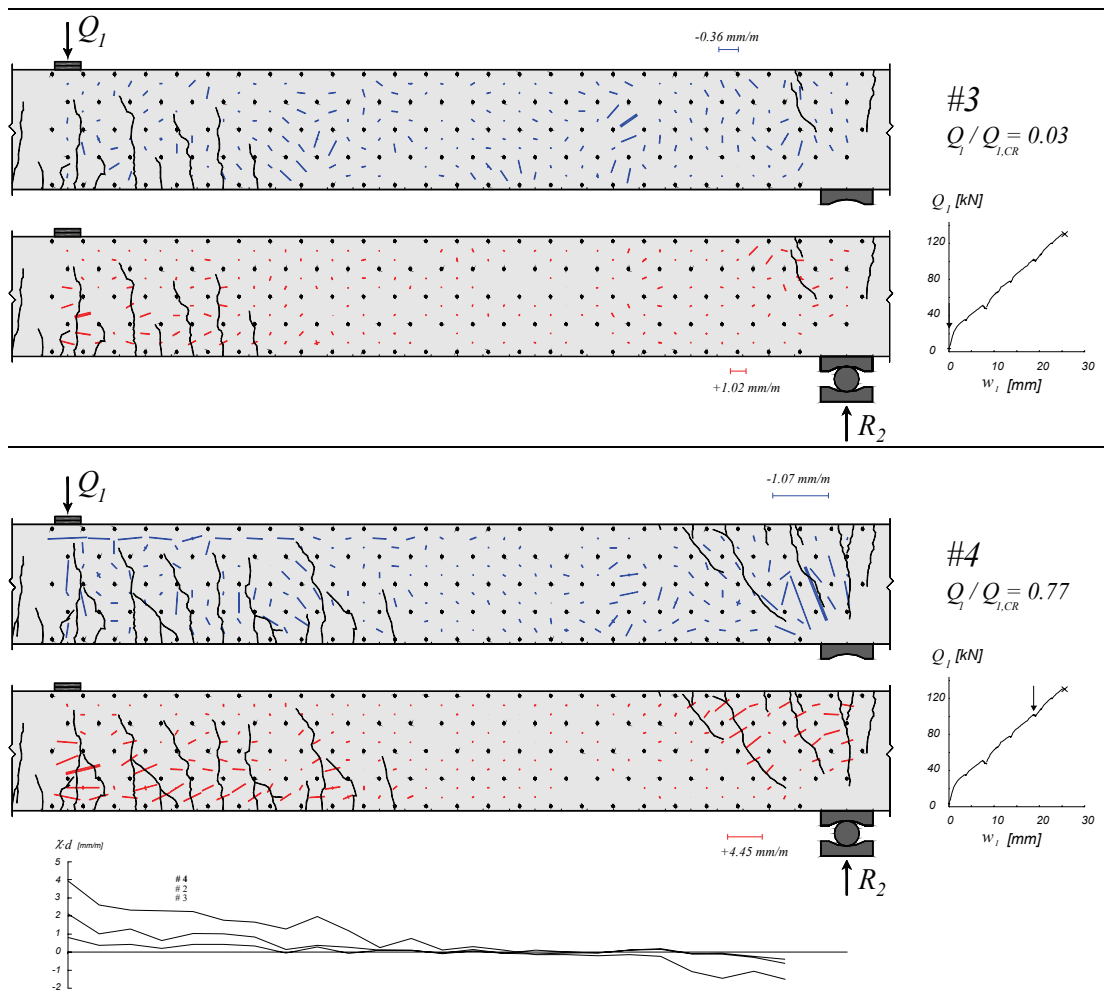 Q1
-0.36 mm/m
#3
Q1 / Q1,CR = 0.03
Q1 [kN]
120
80
40
0
0 10 20 30
w1 [mm]
+1.02 mm/m
R2
Q1
-1.07 mm/m
#4
Q1 / Q1,CR = 0.77
Q1 [kN]
120
80
40
0
0 10 20 30
w1 [mm]
+4.45 mm/m
R2
χ·d [mm/m]
5
4
3
2
1
0
-1
-2
# 4
# 2
# 3